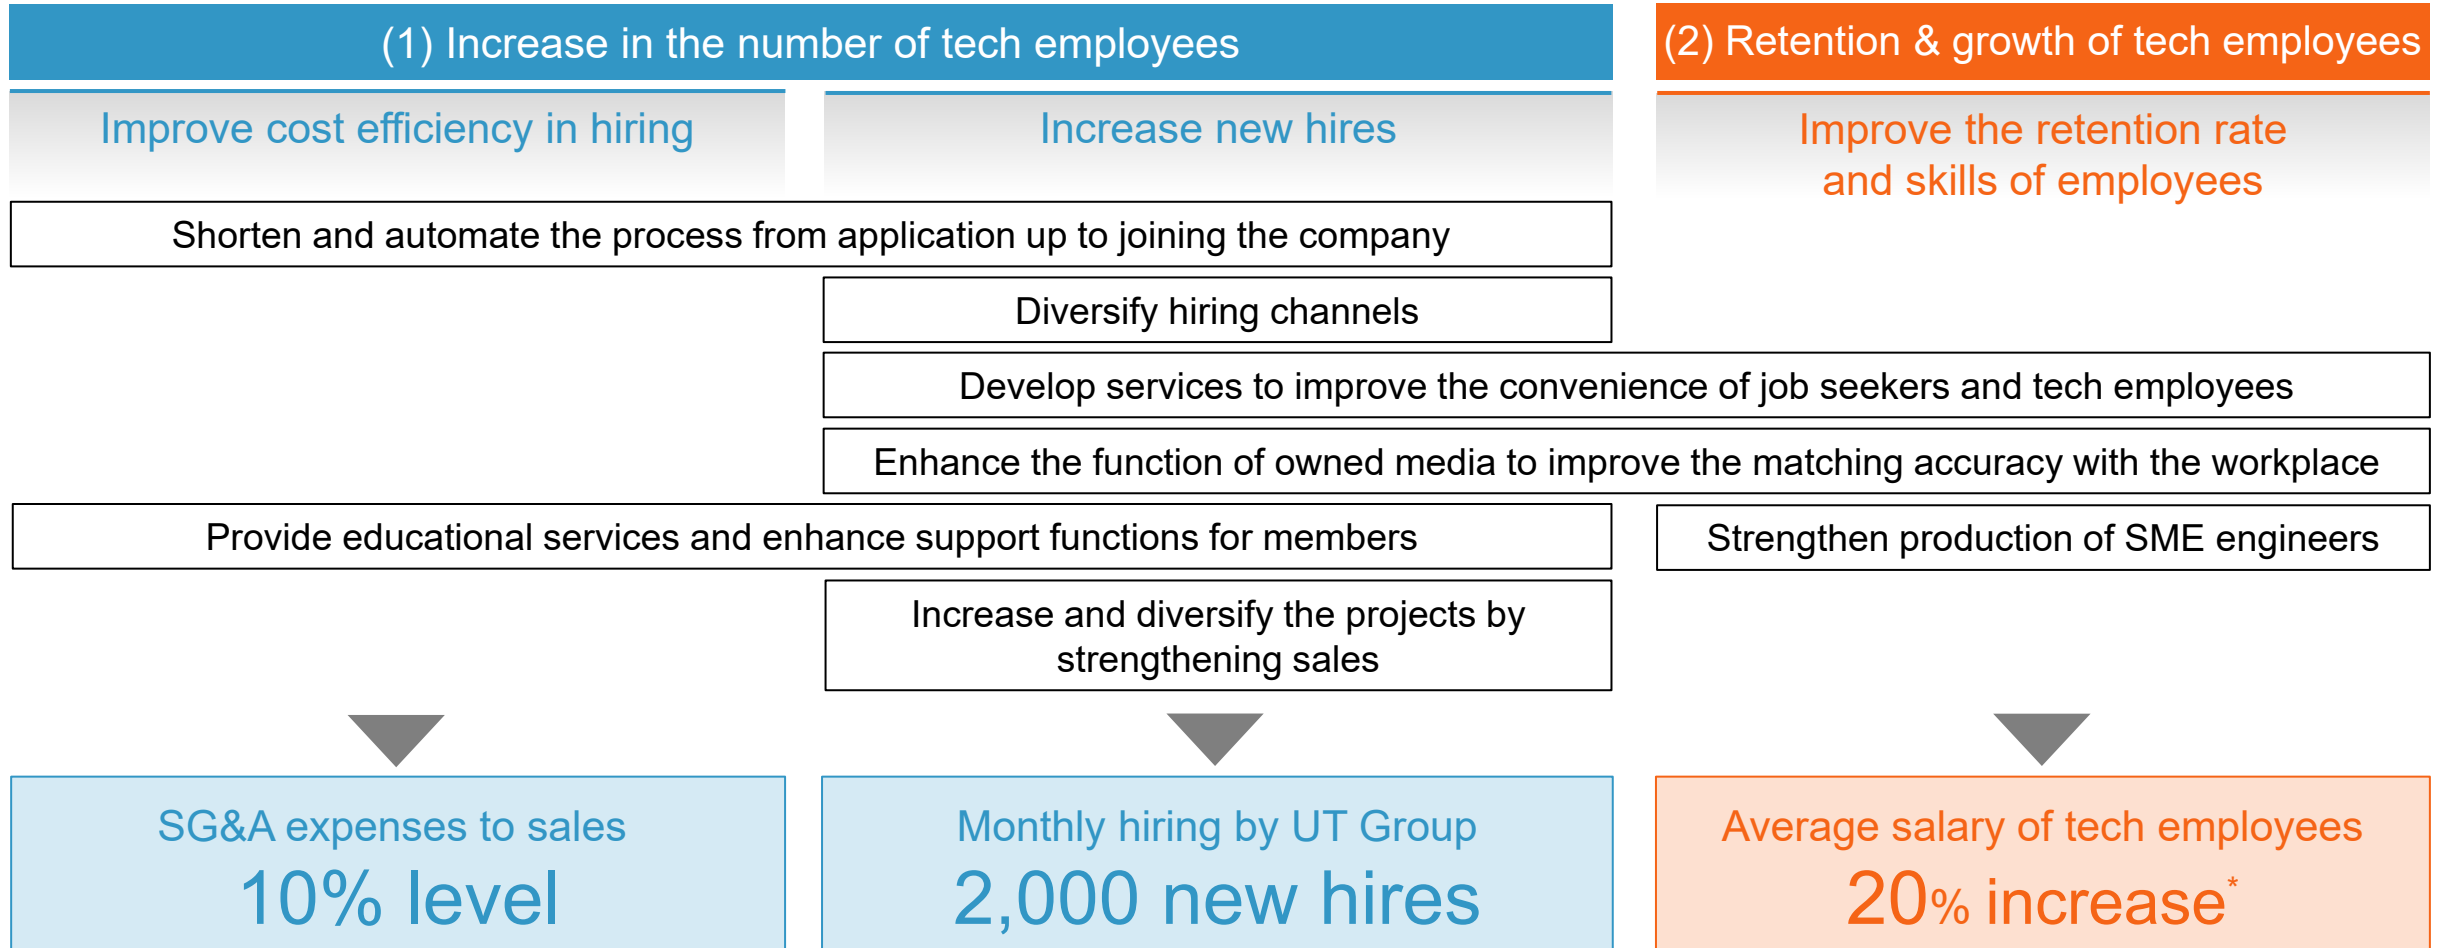 (1) Increase in the number of tech employees
(2) Retention & growth of tech employees
Improve cost efficiency in hiring
Increase new hires
Improve the retention rate
and skills of employees
Shorten and automate the process from application up to joining the company
Diversify hiring channels
Develop services to improve the convenience of job seekers and tech employees
Enhance the function of owned media to improve the matching accuracy with the workplace
Provide educational services and enhance support functions for members
Strengthen production of SME engineers
Increase and diversify the projects by
strengthening sales
SG&A expenses to sales
10% level
Monthly hiring by UT Group
2,000 new hires
Average salary of tech employees
20% increase*